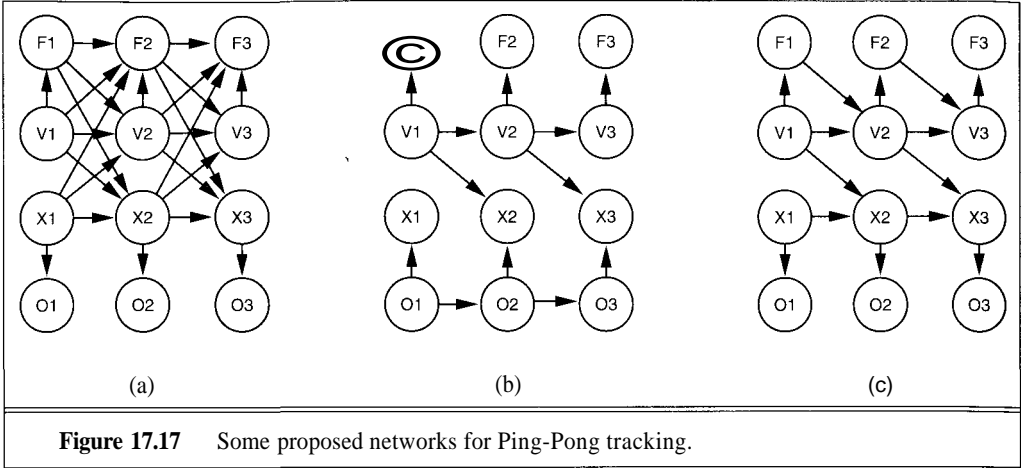 F1 F2 F3 © F2 F3 F1 F2 F3
V1 V2 V3 V1 V2 V3 V1 V2 V3
X1 X2 X3 X1 X2 X3 X1 X2 X3
O1 O2 O3 O1 O2 O3 O1 O2 O3
(a) (b) (c)
Figure 17.17 Some proposed networks for Ping-Pong tracking.